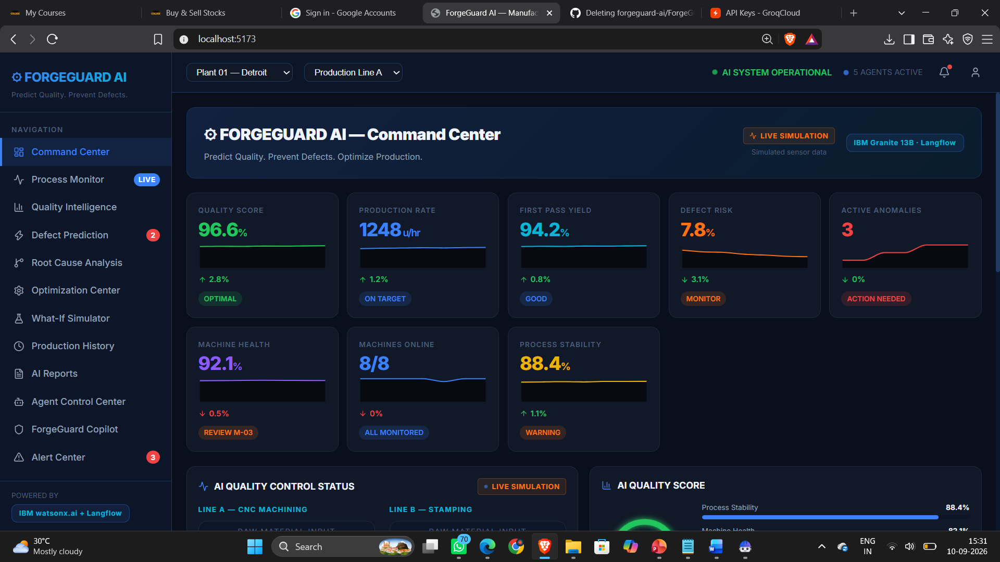 My Courses
Buy & Sell Stocks
Sign in - Google Accounts
ForgeGuard AI — Manufac
Deleting forgeguard-ai/ForgeG
API Keys - GroqCloud
localhost:5173
FORGEGUARD AI
Predict Quality. Prevent Defects.
Plant 01 — Detroit
Production Line A
AI SYSTEM OPERATIONAL
5 AGENTS ACTIVE
NAVIGATION
Command Center
Process Monitor
LIVE
Quality Intelligence
Defect Prediction
2
Root Cause Analysis
Optimization Center
What-If Simulator
Production History
AI Reports
Agent Control Center
ForgeGuard Copilot
Alert Center
3
POWERED BY
IBM watsonx.ai + Langflow
FORGEGUARD AI — Command Center
Predict Quality. Prevent Defects. Optimize Production.
LIVE SIMULATION
Simulated sensor data
IBM Granite 13B · Langflow
QUALITY SCORE
96.6%
↑ 2.8%
OPTIMAL
PRODUCTION RATE
1248 u/hr
↑ 1.2%
ON TARGET
FIRST PASS YIELD
94.2%
↑ 0.8%
GOOD
DEFECT RISK
7.8%
↓ 3.1%
MONITOR
ACTIVE ANOMALIES
3
↓ 0%
ACTION NEEDED
MACHINE HEALTH
92.1%
↓ 0.5%
REVIEW M-03
MACHINES ONLINE
8/8
↓ 0%
ALL MONITORED
PROCESS STABILITY
88.4%
↑ 1.1%
WARNING
AI QUALITY CONTROL STATUS
LIVE SIMULATION
LINE A — CNC MACHINING
LINE B — STAMPING
RAW MATERIAL INPUT
RAW MATERIAL INPUT
AI QUALITY SCORE
Process Stability
88.4%
Machine Health
92.1%
30°C
Mostly cloudy
Search
70
ENG
IN
15:31
10-09-2026